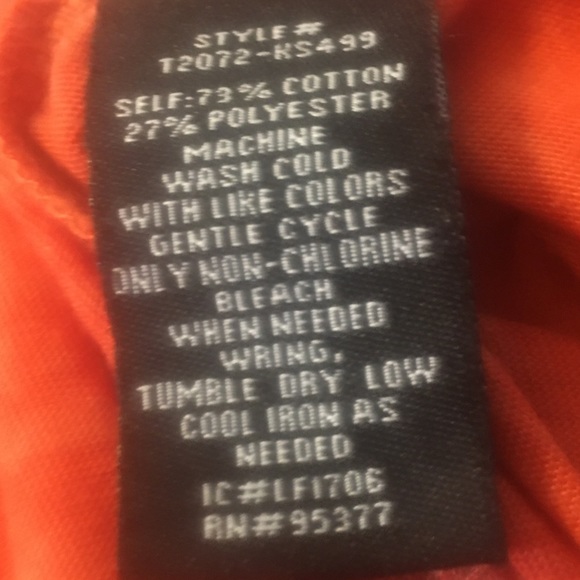 STYLE#
T2072-KS499
SELF:73% COTTON
27% POLYESTER
MACHINE
WASH COLD
WITH LIKE COLORS
GENTLE CYCLE
ONLY NON-CHLORINE
BLEACH
WHEN NEEDED
WRING,
TUMBLE DRY LOW
COOL IRON AS
NEEDED
IC#LF1706
RN#95377